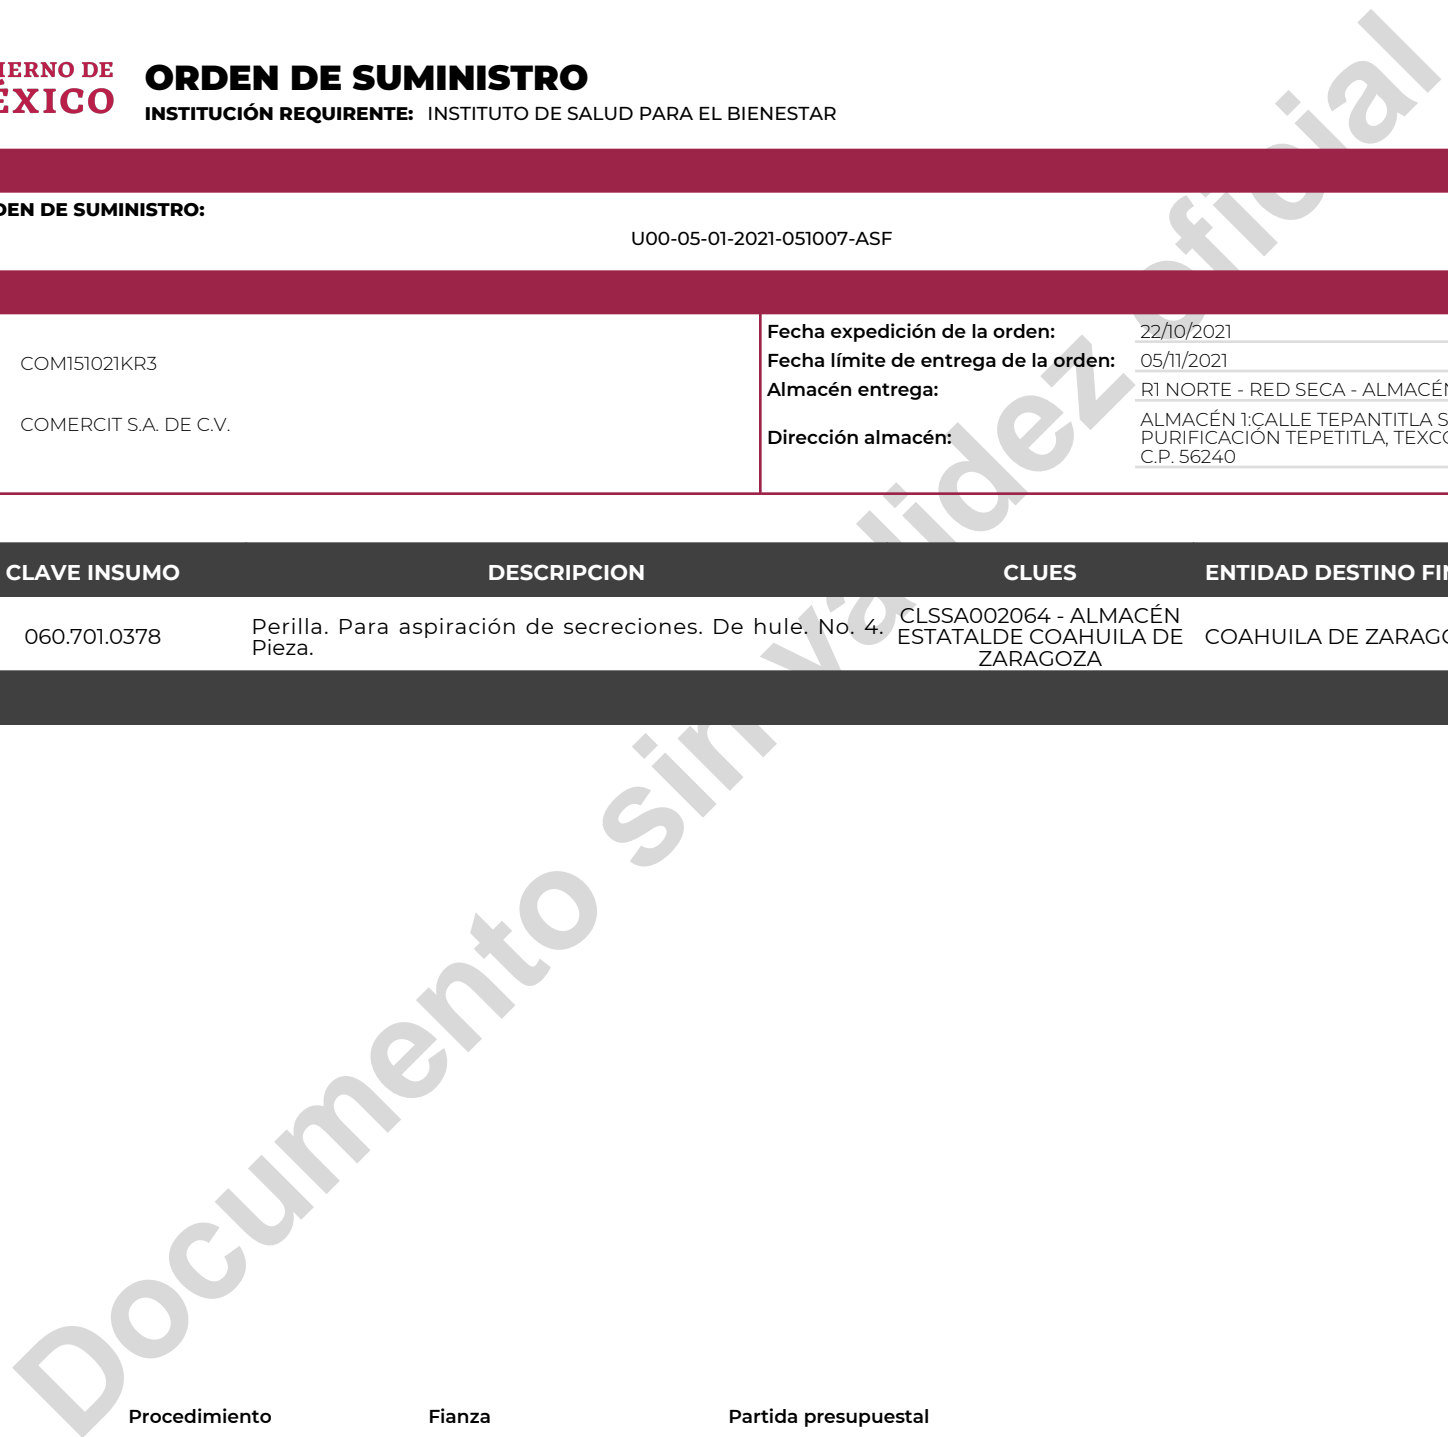 IERNO DE
ÉXICO
ORDEN DE SUMINISTRO
INSTITUCIÓN REQUIRENTE: INSTITUTO DE SALUD PARA EL BIENESTAR
DEN DE SUMINISTRO:
U00-05-01-2021-051007-ASF
COM151021KR3
COMERCIT S.A. DE C.V.
Fecha expedición de la orden: 22/10/2021
Fecha límite de entrega de la orden: 05/11/2021
Almacén entrega: R1 NORTE - RED SECA - ALMACÉN
Dirección almacén:
ALMACÉN 1:CALLE TEPANTITLA S
PURIFICACIÓN TEPETITLA, TEXCO
C.P. 56240
CLAVE INSUMO DESCRIPCION CLUES ENTIDAD DESTINO FIN
060.701.0378
Perilla. Para aspiración de secreciones. De hule. No. 4.
Pieza.
CLSSA002064 - ALMACÉN
ESTATALDE COAHUILA DE
ZARAGOZA
COAHUILA DE ZARAGO
Documento sin validez oficial
Procedimiento Fianza Partida presupuestal